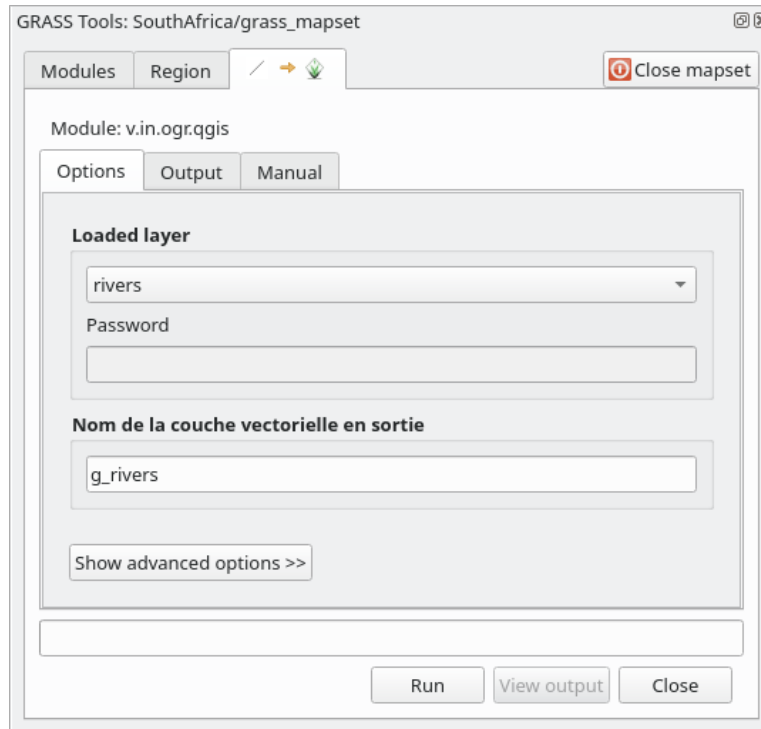 GRASS Tools: SouthAfrica/grass_mapset
Modules Region Close mapset
Module: v.in.ogr.qgis
Options Output Manual
Loaded layer
rivers
Password
Nom de la couche vectorielle en sortie
g_rivers
Show advanced options >>
Run View output Close